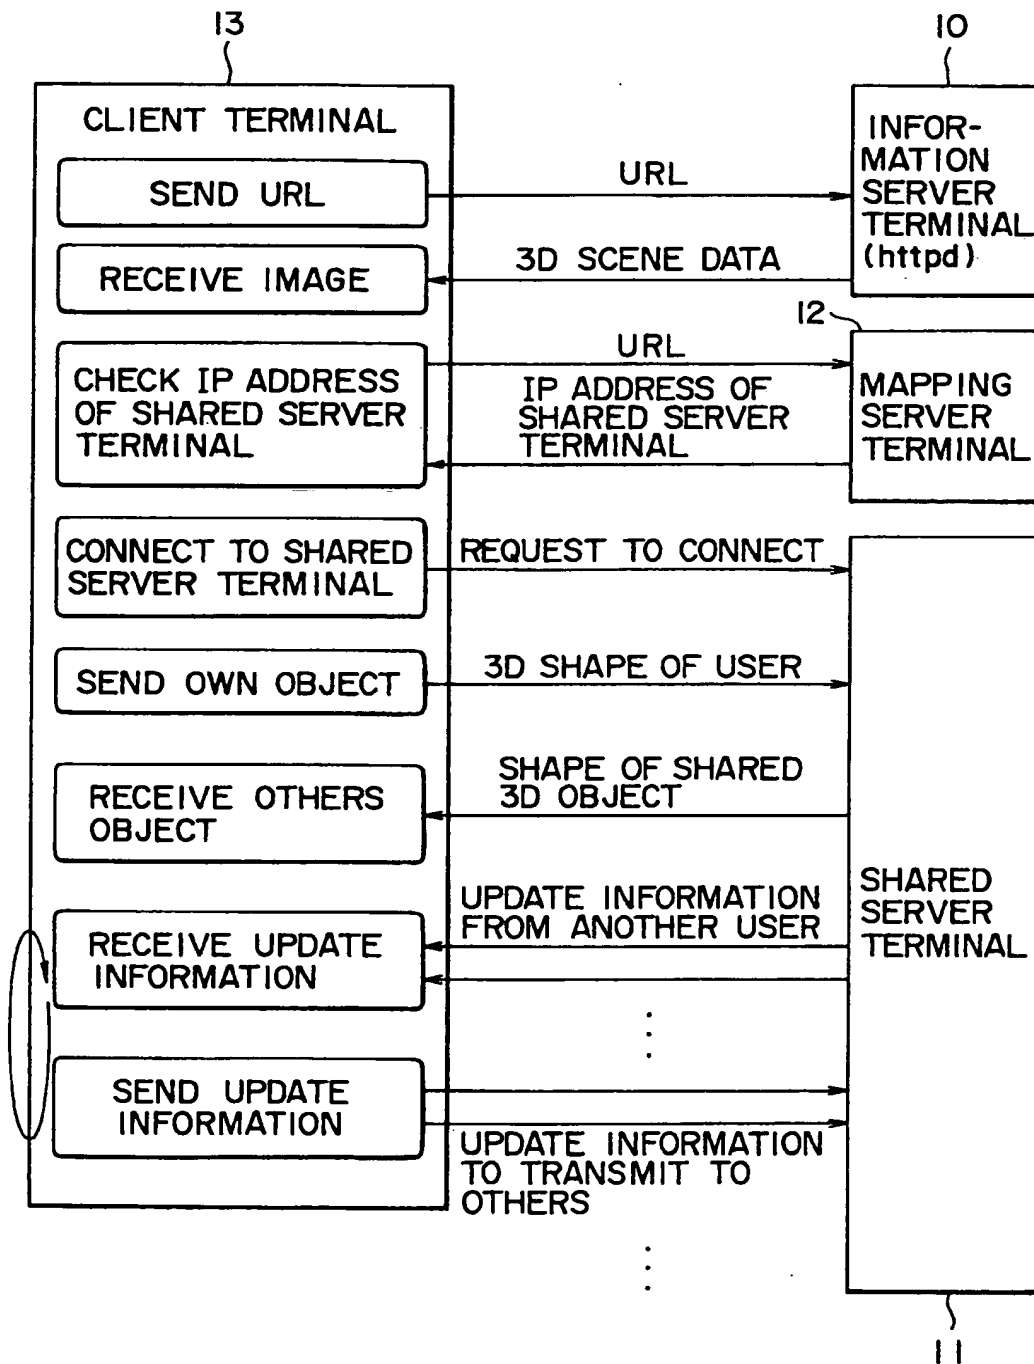 13
10
CLIENT TERMINAL
SEND URL
URL
INFOR-
MATION
SERVER
TERMINAL
(httpd)
RECEIVE IMAGE
3D SCENE DATA
12
CHECK IP ADDRESS
OF SHARED SERVER
TERMINAL
URL
IP ADDRESS OF
SHARED SERVER
TERMINAL
MAPPING
SERVER
TERMINAL
CONNECT TO SHARED
SERVER TERMINAL
REQUEST TO CONNECT
SEND OWN OBJECT
3D SHAPE OF USER
RECEIVE OTHERS
OBJECT
SHAPE OF SHARED
3D OBJECT
SHARED
SERVER
TERMINAL
RECEIVE UPDATE
INFORMATION
UPDATE INFORMATION
FROM ANOTHER USER
SEND UPDATE
INFORMATION
UPDATE INFORMATION
TO TRANSMIT TO
OTHERS
11